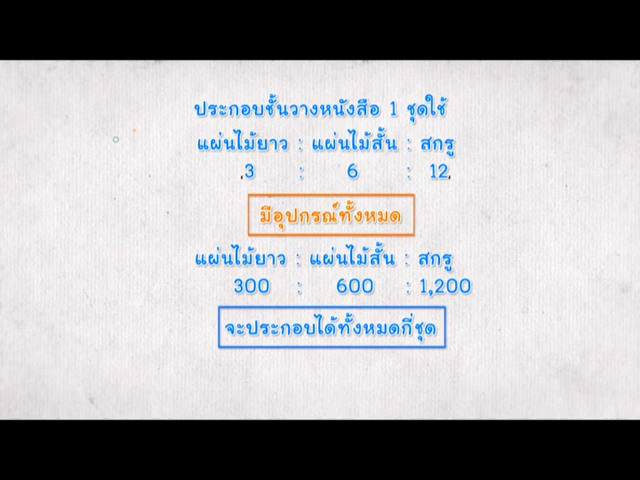 ประกอบชั้นวางหนังสือ 1 ชุดใช้
แผ่นไม้ยาว : แผ่นไม้สั้น : สกรู
3 : 6 : 12
มีอุปกรณ์ทั้งหมด
แผ่นไม้ยาว : แผ่นไม้สั้น : สกรู
300 : 600 : 1,200
จะประกอบได้ทั้งหมดกี่ชุด